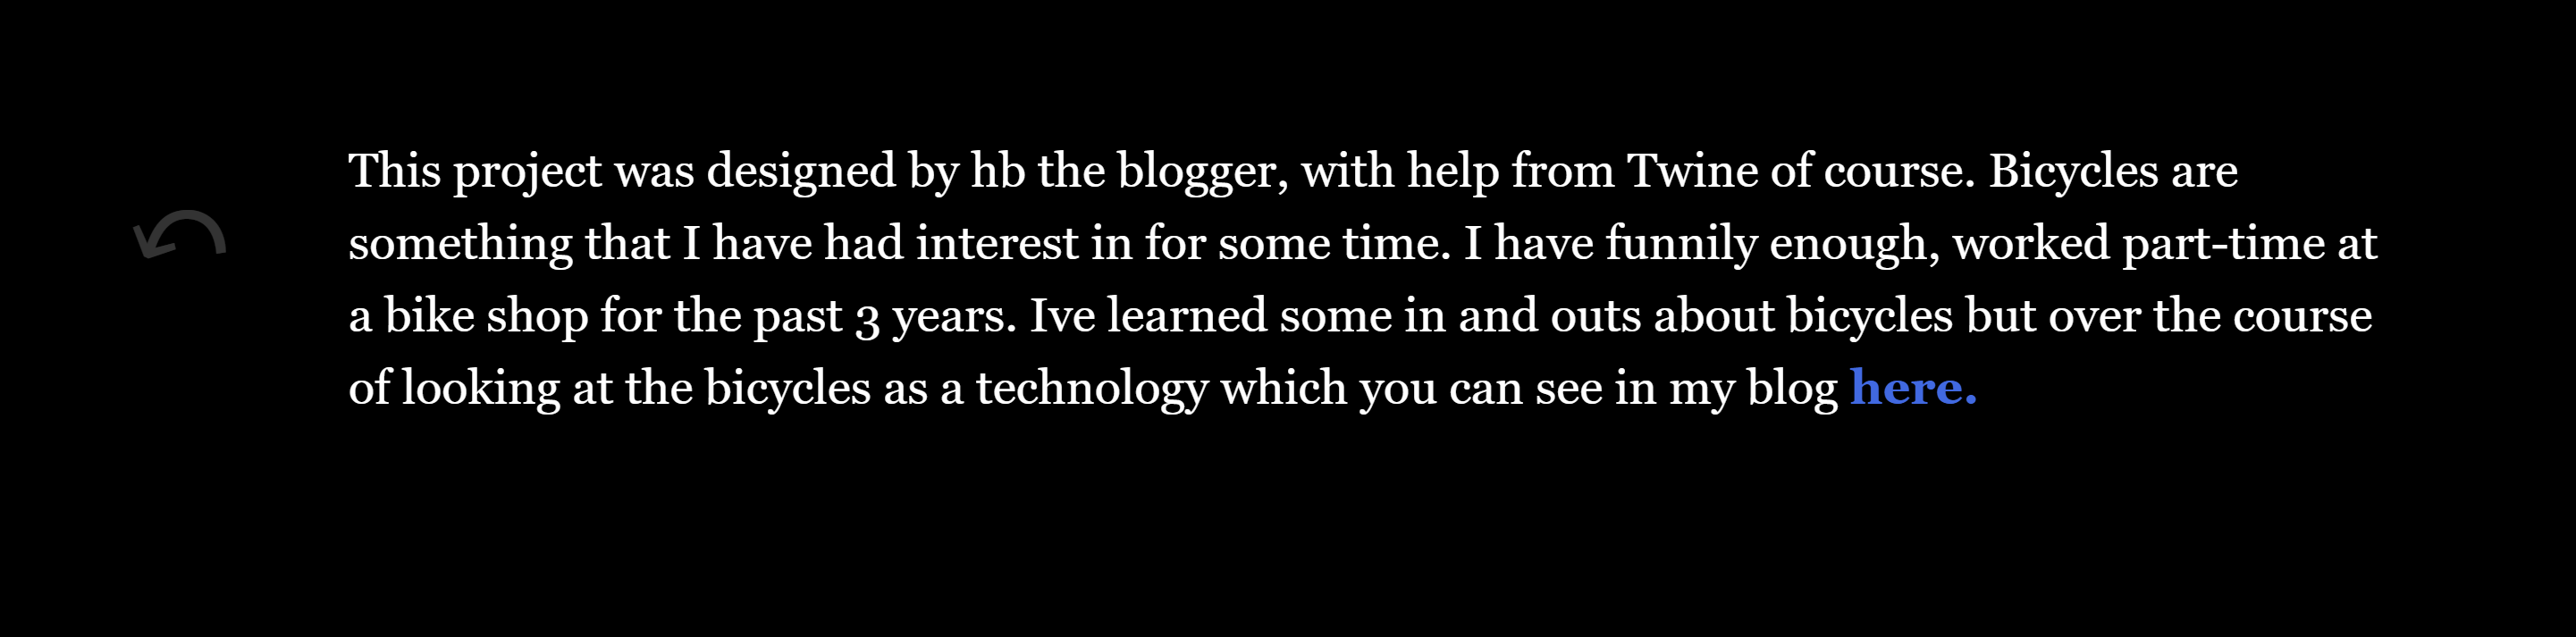 This project was designed by hb the blogger, with help from Twine of course. Bicycles are
something that I have had interest in for some time. I have funnily enough, worked part-time at
a bike shop for the past 3 years. Ive learned some in and outs about bicycles but over the course
of looking at the bicycles as a technology which you can see in my blog here.